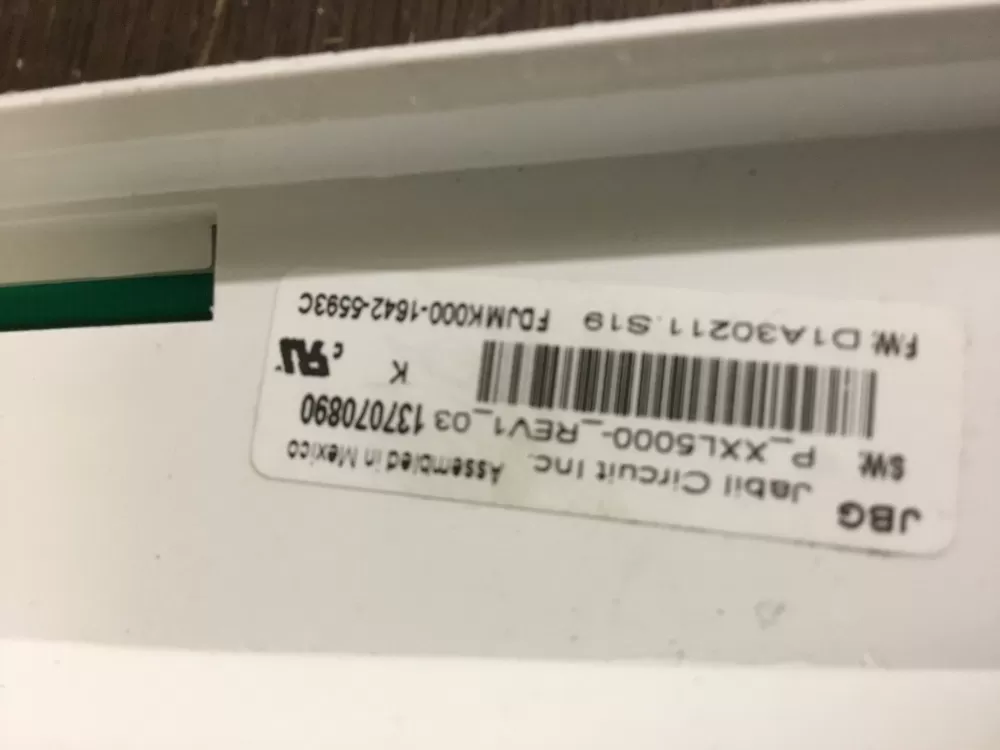 JBG Jabil Circuit Inc. Assembled in Mexico
SW: P_XXL5000-_REV1_03 137070890
K c
FW: D1A30211.S19 FDJMK000-1642-5593C